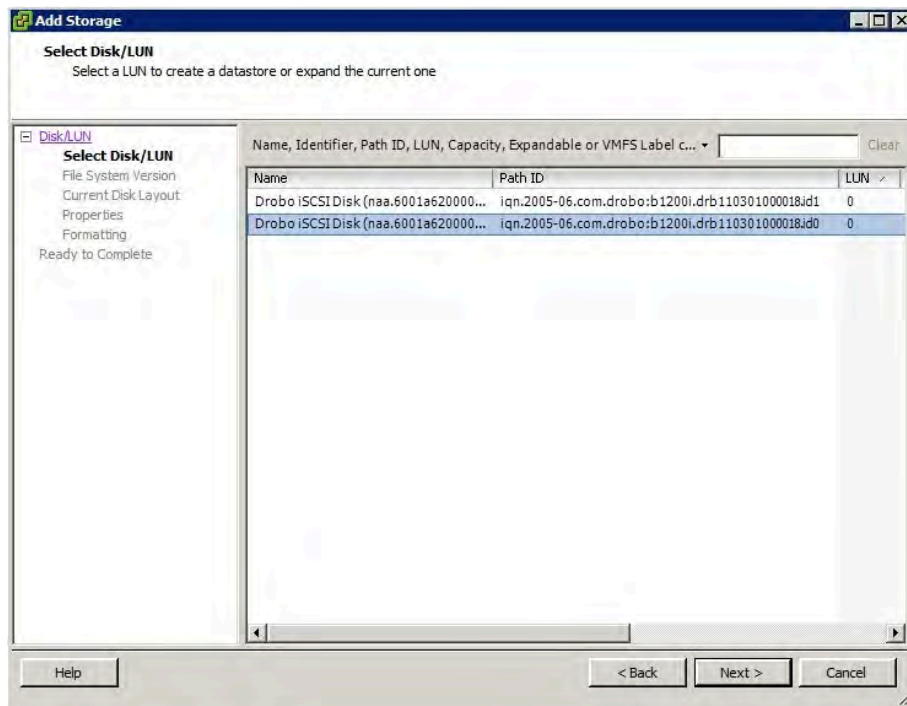 Add Storage
Select Disk/LUN
Select a LUN to create a datastore or expand the current one
Disk/LUN
Select Disk/LUN
File System Version
Current Disk Layout
Properties
Formatting
Ready to Complete
Name, Identifier, Path ID, LUN, Capacity, Expandable or VMFS Label c... Clear
Name Path ID LUN
Drobo iSCSI Disk (naa.6001a620000... iqn.2005-06.com.drobo:b1200i.drb110301000018.id1 0
Drobo iSCSI Disk (naa.6001a620000... iqn.2005-06.com.drobo:b1200i.drb110301000018.id0 0
Help < Back Next > Cancel